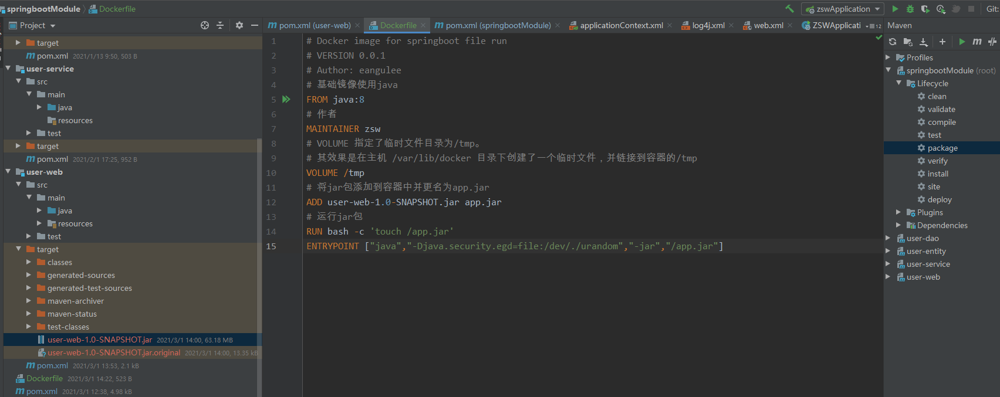 springbootModule Dockerfile zswApplication Git:
Project
pom.xml (user-web) Dockerfile pom.xml (springbootModule) applicationContext.xml log4j.xml web.xml ZSWApplicati 12 Maven
target
pom.xml 2021/1/13 9:50, 503 B
user-service
src
main
java
resources
test
target
pom.xml 2021/2/1 17:25, 952 B
user-web
src
main
java
resources
test
target
classes
generated-sources
generated-test-sources
maven-archiver
maven-status
test-classes
user-web-1.0-SNAPSHOT.jar 2021/3/1 14:00, 63.18 MB
user-web-1.0-SNAPSHOT.jar.original 2021/3/1 14:00, 13.35 kB
pom.xml 2021/3/1 13:53, 2.1 kB
Dockerfile 2021/3/1 14:22, 523 B
pom.xml 2021/3/1 12:38, 4.98 kB
1 # Docker image for springboot file run
2 # VERSION 0.0.1
3 # Author: eangulee
4 # 基础镜像使用java
5 FROM java:8
6 # 作者
7 MAINTAINER zsw
8 # VOLUME 指定了临时文件目录为/tmp。
9 # 其效果是在主机 /var/lib/docker 目录下创建了一个临时文件，并链接到容器的/tmp
10 VOLUME /tmp
11 # 将jar包添加到容器中并更名为app.jar
12 ADD user-web-1.0-SNAPSHOT.jar app.jar
13 # 运行jar包
14 RUN bash -c 'touch /app.jar'
15 ENTRYPOINT ["java","-Djava.security.egd=file:/dev/./urandom","-jar","/app.jar"]
Profiles
springbootModule (root)
Lifecycle
clean
validate
compile
test
package
verify
install
site
deploy
Plugins
Dependencies
user-dao
user-entity
user-service
user-web